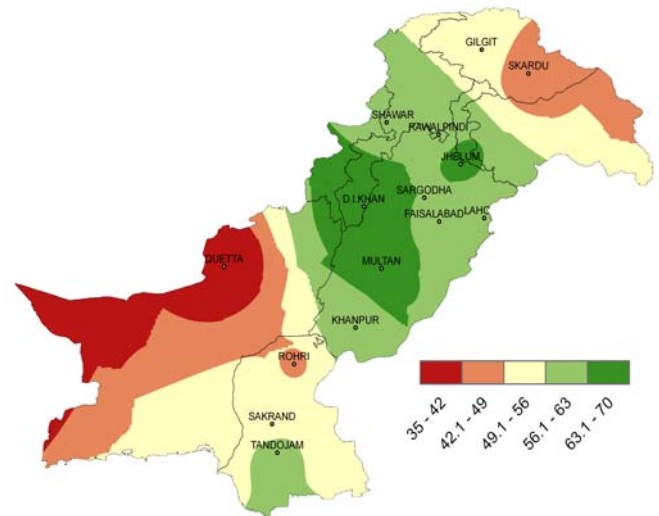 GILGIT
SKARDU
SHAWAR
RAWALPINDI
JHELUM
D.I.KHAN
SARGODHA
FAISALABAD
LAHO
QUETTA
MULTAN
KHANPUR
ROHRI
SAKRAND
TANDOJAM
35 - 42
42.1 - 49
49.1 - 56
56.1 - 63
63.1 - 70